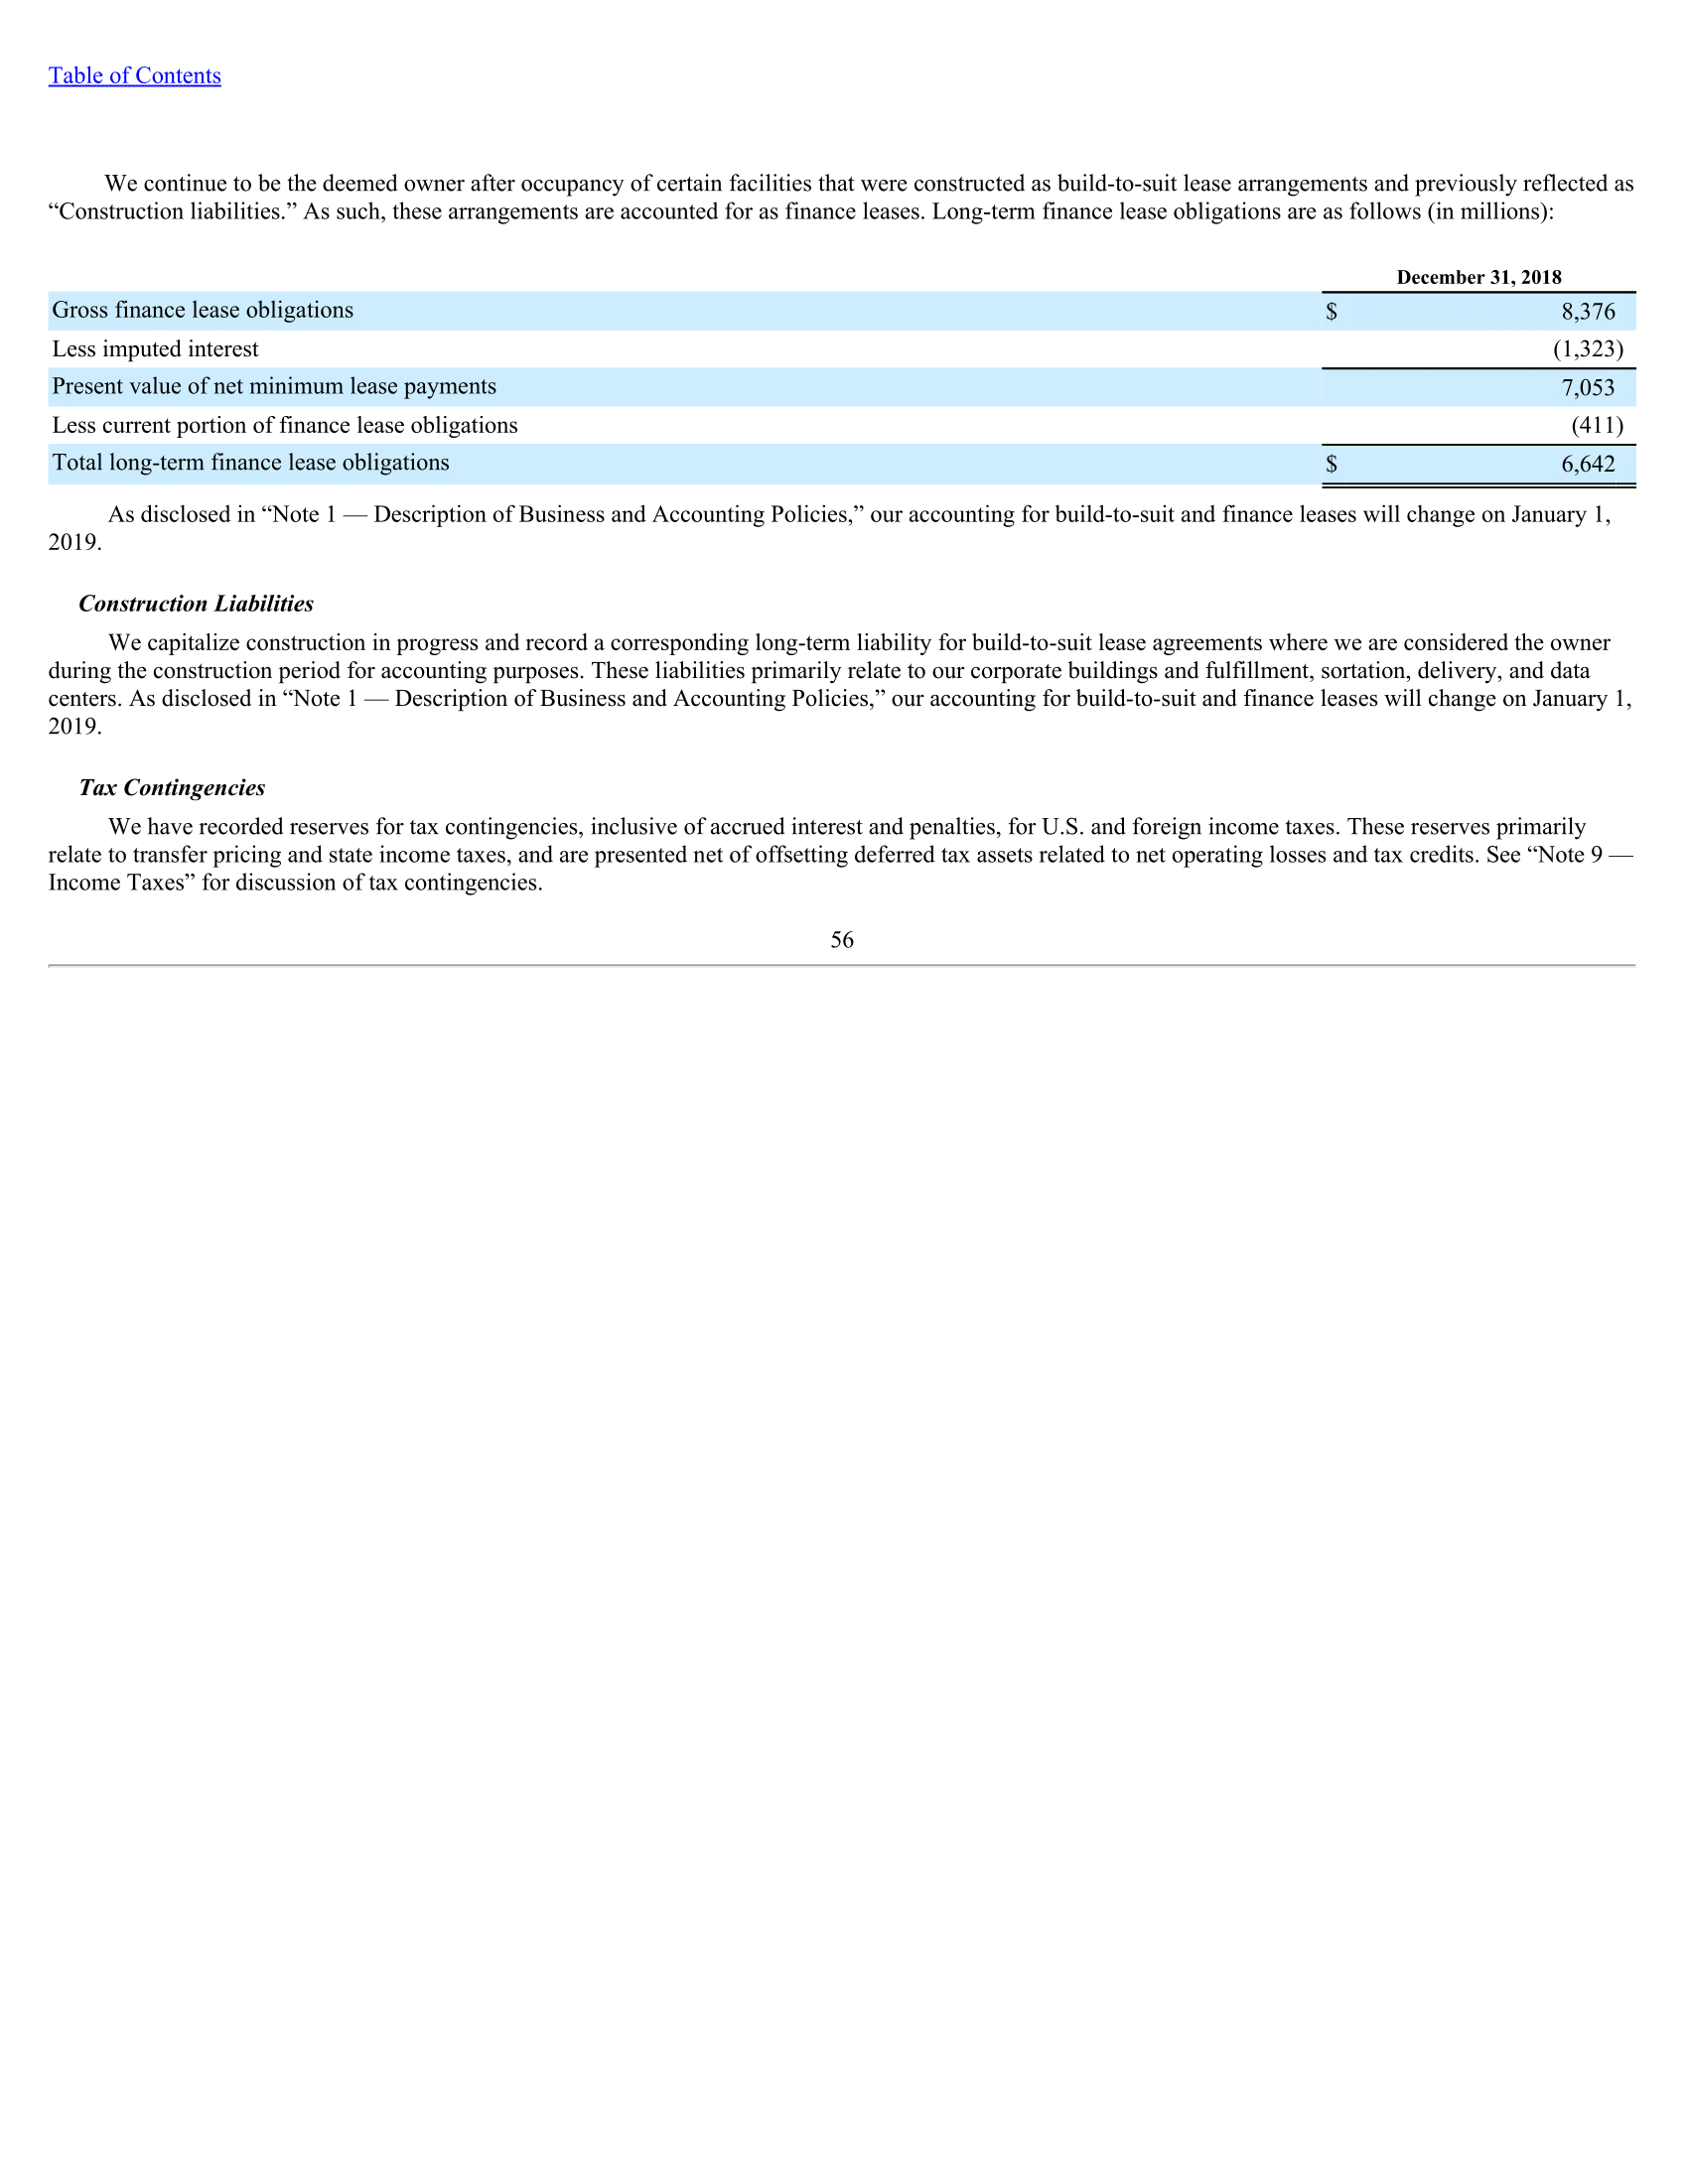 Table of Contents
We continue to be the deemed owner after occupancy of certain facilities that were constructed as build-to-suit lease arrangements and previously reflected as
“Construction liabilities.” As such, these arrangements are accounted for as finance leases. Long-term finance lease obligations are as follows (in millions):
December 31, 2018
Gross finance lease obligations $ 8,376
Less imputed interest (1,323)
Present value of net minimum lease payments 7,053
Less current portion of finance lease obligations (411)
Total long-term finance lease obligations $ 6,642
As disclosed in “Note 1 — Description of Business and Accounting Policies,” our accounting for build-to-suit and finance leases will change on January 1,
2019.
Construction Liabilities
We capitalize construction in progress and record a corresponding long-term liability for build-to-suit lease agreements where we are considered the owner
during the construction period for accounting purposes. These liabilities primarily relate to our corporate buildings and fulfillment, sortation, delivery, and data
centers. As disclosed in “Note 1 — Description of Business and Accounting Policies,” our accounting for build-to-suit and finance leases will change on January 1,
2019.
Tax Contingencies
We have recorded reserves for tax contingencies, inclusive of accrued interest and penalties, for U.S. and foreign income taxes. These reserves primarily
relate to transfer pricing and state income taxes, and are presented net of offsetting deferred tax assets related to net operating losses and tax credits. See “Note 9 —
Income Taxes” for discussion of tax contingencies.
56